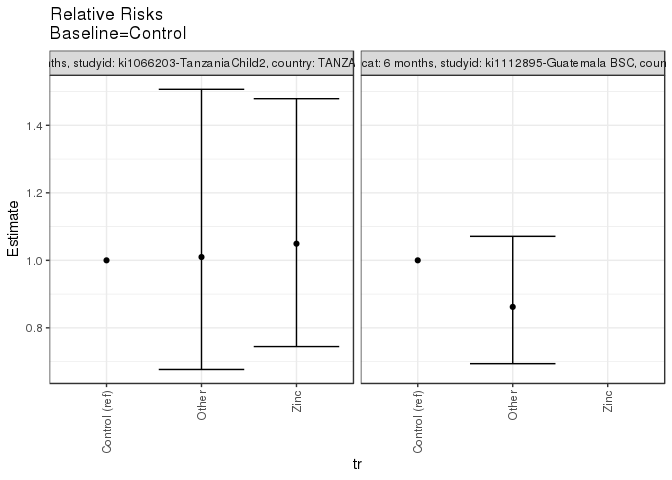 Relative Risks
Baseline=Control
ths, studyid: ki1066203-TanzaniaChild2, country: TANZA
cat: 6 months, studyid: ki1112895-Guatemala BSC, coun
Estimate
1.4
1.2
1.0
0.8
Control (ref)
Other
Zinc
Control (ref)
Other
Zinc
tr